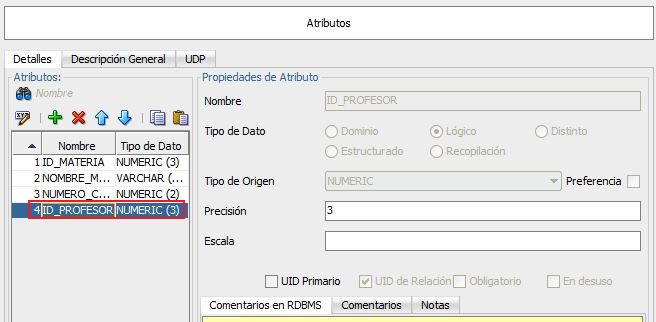 Atributos
Detalles Descripción General UDP
Atributos:
Nombre
Nombre Tipo de Dato
1 ID_MATERIA NUMERIC (3)
2 NOMBRE_M... VARCHAR (...
3 NUMERO_C... NUMERIC (2)
4 ID_PROFESOR NUMERIC (3)
Propiedades de Atributo
Nombre ID_PROFESOR
Tipo de Dato Dominio Lógico Distinto
Estructurado Recopilación
Tipo de Origen NUMERIC Preferencia
Precisión 3
Escala
UID Primario UID de Relación Obligatorio En desuso
Comentarios en RDBMS Comentarios Notas